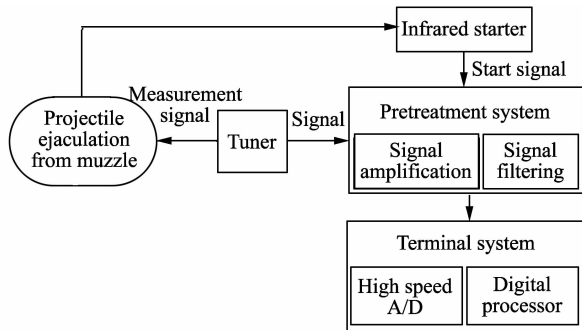 Infrared starter
Start signal
Measurement
signal
Projectile
ejaculation
from muzzle
Tuner
Signal
Pretreatment system
Signal
amplification
Signal
filtering
Terminal system
High speed
A/D
Digital
processor